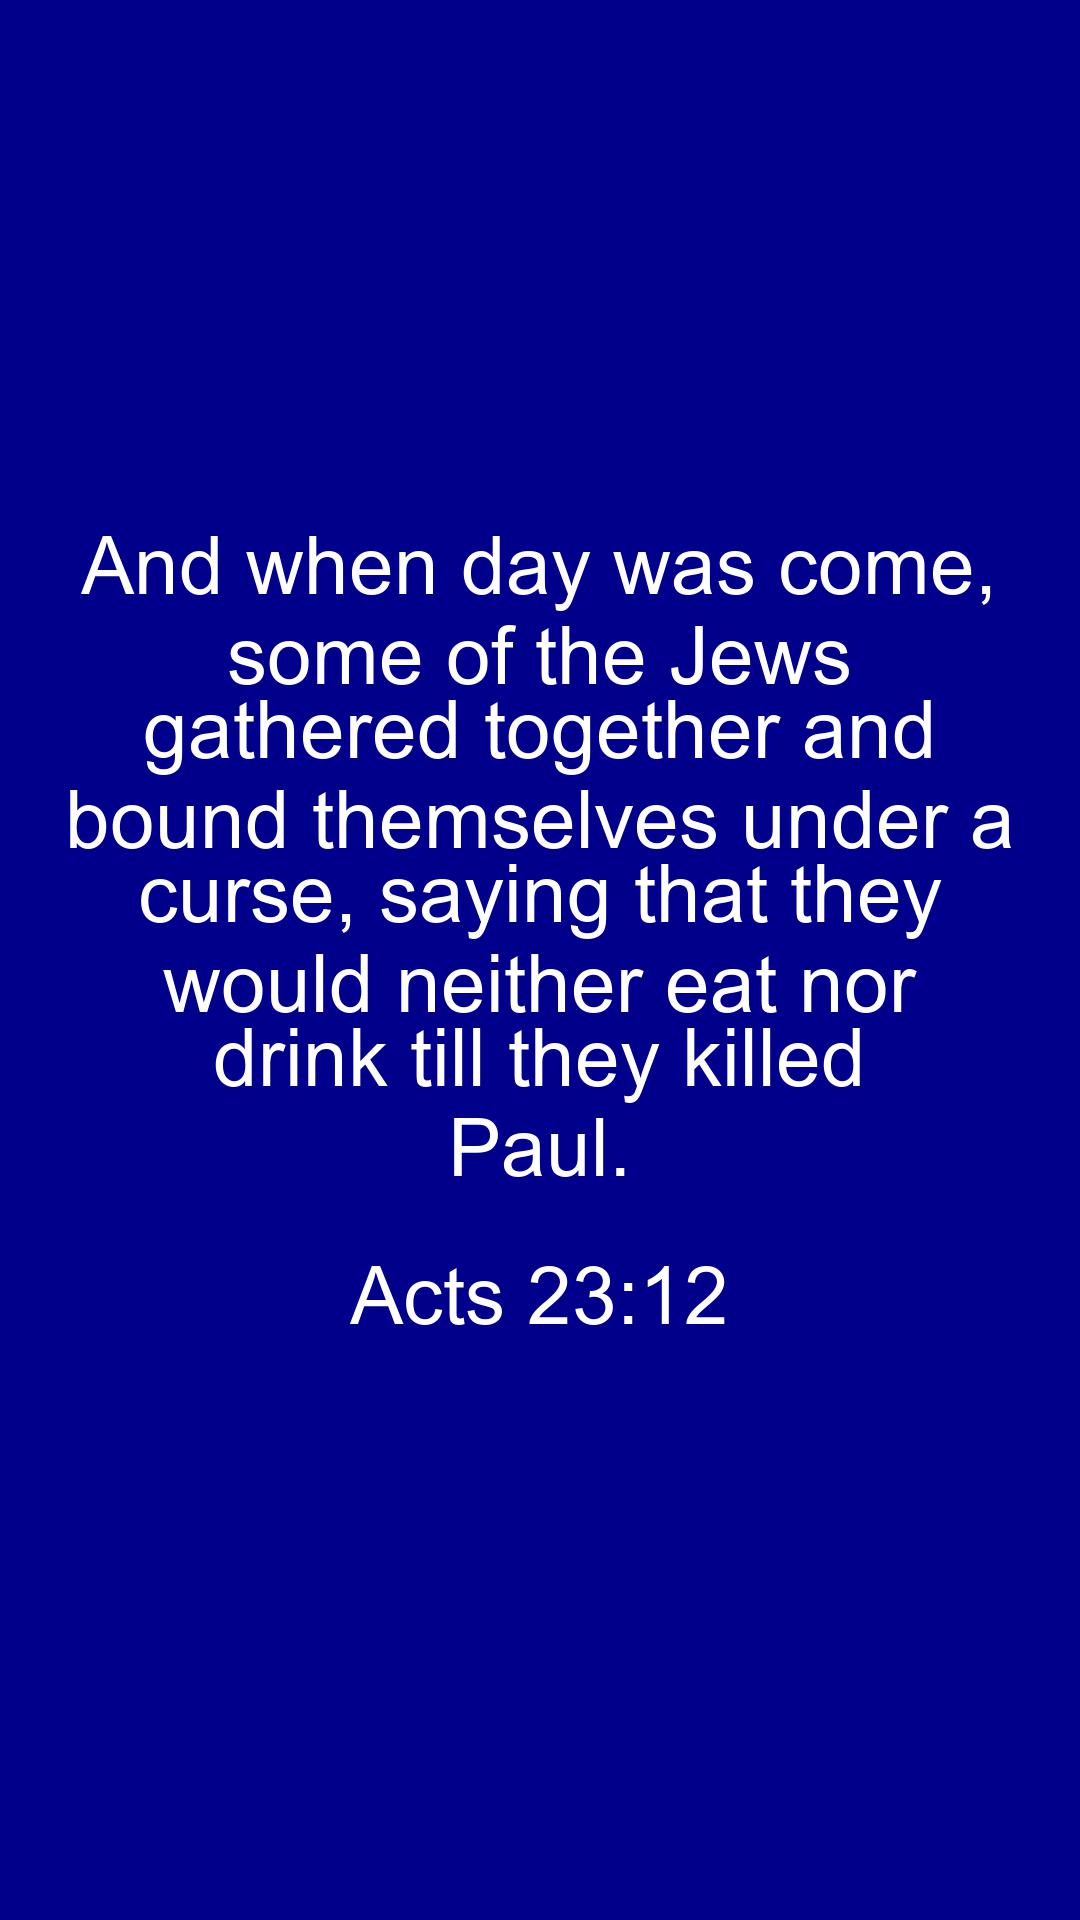 And when day was come,
some of the Jews
gathered together and
bound themselves under a
curse, saying that they
would neither eat nor
drink till they killed
Paul.
Acts 23:12